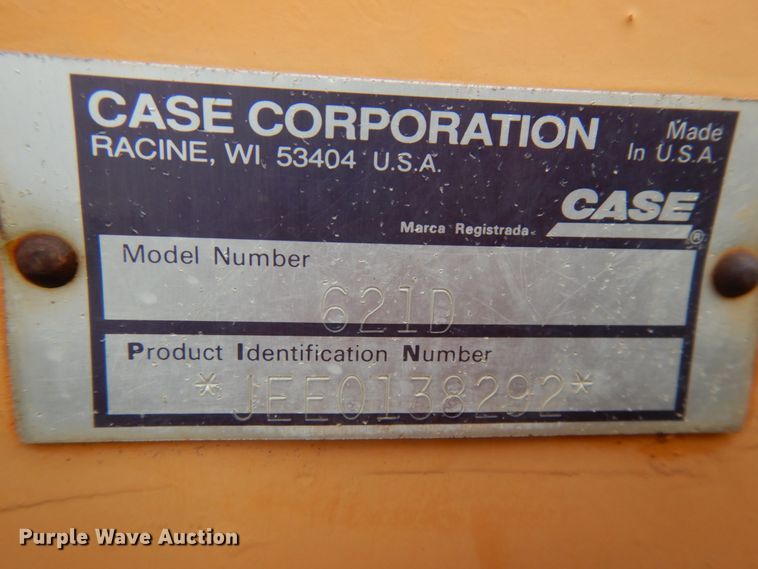 CASE CORPORATION
RACINE, WI 53404 U.S.A.
Made
In U.S.A.
CASE
®
Marca Registrada
Model Number
621D
Product Identification Number
*JEE0138292*
Purple Wave Auction